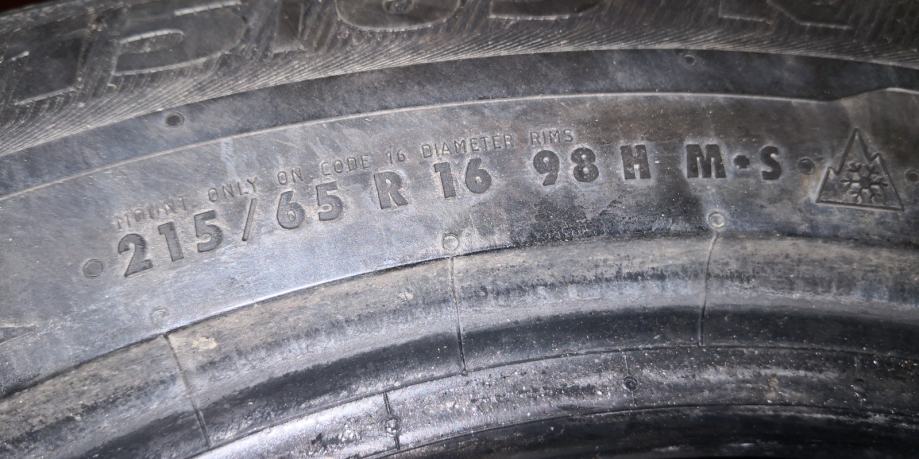 MOUNT ONLY ON CODE 16 DIAMETER RIMS
215/65 R 16 98 H M•S